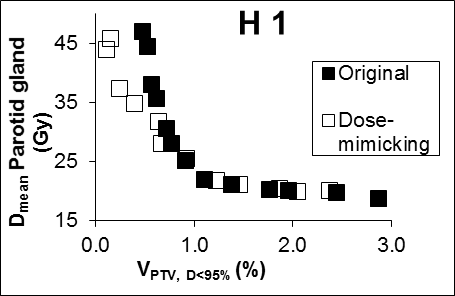 H 1
45
35
25
15
0.0 1.0 2.0 3.0
Dmean Parotid gland
(Gy)
VPTV, D<95% (%)
Original
Dose-
mimicking